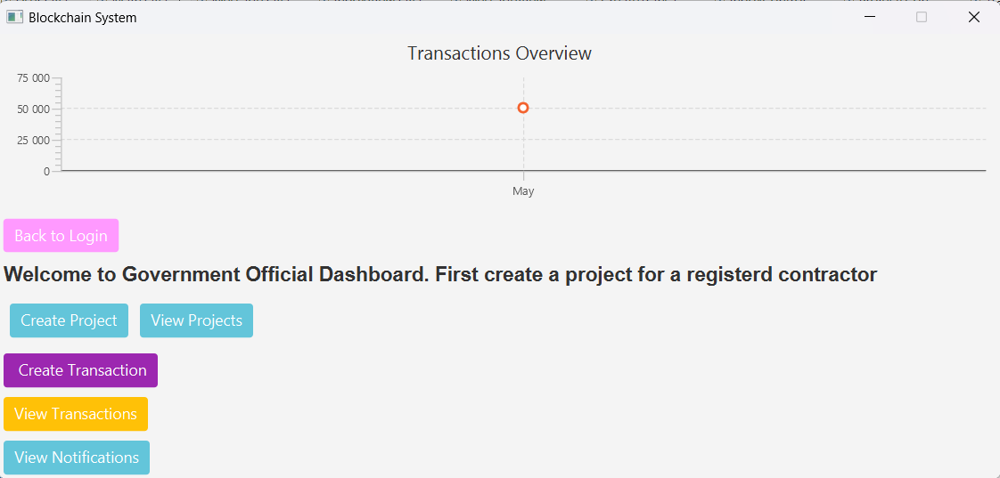 Blockchain System
Transactions Overview
75 000
50 000
25 000
0
May
Back to Login
Welcome to Government Official Dashboard. First create a project for a registerd contractor
Create Project View Projects
Create Transaction
View Transactions
View Notifications